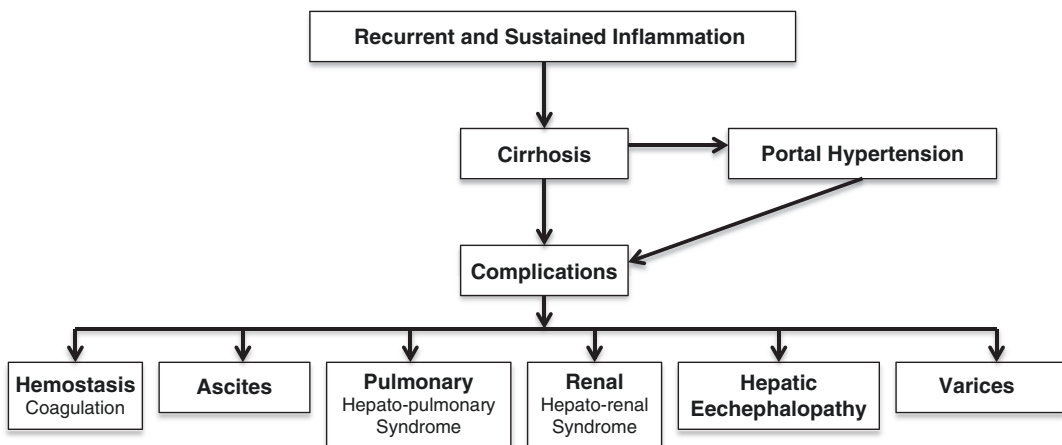 Recurrent and Sustained Inflammation
Cirrhosis
Portal Hypertension
Complications
Hemostasis
Coagulation
Ascites
Pulmonary
Hepato-pulmonary
Syndrome
Renal
Hepato-renal
Syndrome
Hepatic
Eechephalopathy
Varices